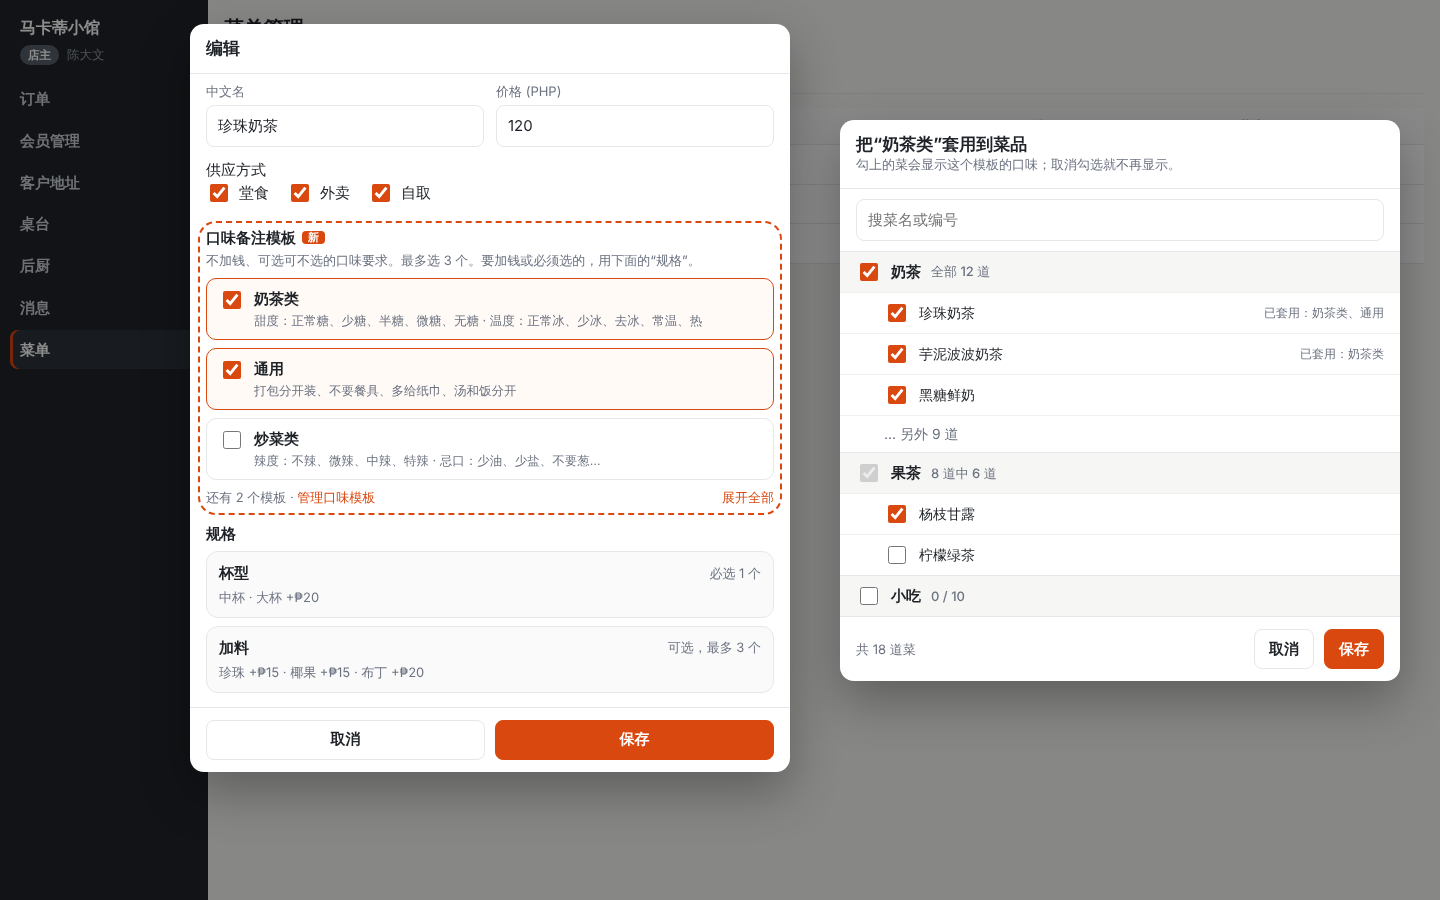 马卡蒂小馆
店主 陈大文
订单
会员管理
客户地址
桌台
后厨
消息
菜单
编辑
中文名
价格 (PHP)
珍珠奶茶
120
供应方式
堂食
外卖
自取
口味备注模板 新
不加钱、可选可不选的口味要求。最多选 3 个。要加钱或必须选的，用下面的“规格”。
奶茶类
甜度：正常糖、少糖、半糖、微糖、无糖 · 温度：正常冰、少冰、去冰、常温、热
通用
打包分开装、不要餐具、多给纸巾、汤和饭分开
炒菜类
辣度：不辣、微辣、中辣、特辣 · 忌口：少油、少盐、不要葱...
还有 2 个模板 · 管理口味模板
展开全部
规格
杯型
必选 1 个
中杯 · 大杯 +₱20
加料
可选，最多 3 个
珍珠 +₱15 · 椰果 +₱15 · 布丁 +₱20
取消
保存
把“奶茶类”套用到菜品
勾上的菜会显示这个模板的口味；取消勾选就不再显示。
搜菜名或编号
奶茶 全部 12 道
珍珠奶茶
已套用：奶茶类、通用
芋泥波波奶茶
已套用：奶茶类
黑糖鲜奶
... 另外 9 道
果茶 8 道中 6 道
杨枝甘露
柠檬绿茶
小吃 0 / 10
共 18 道菜
取消
保存